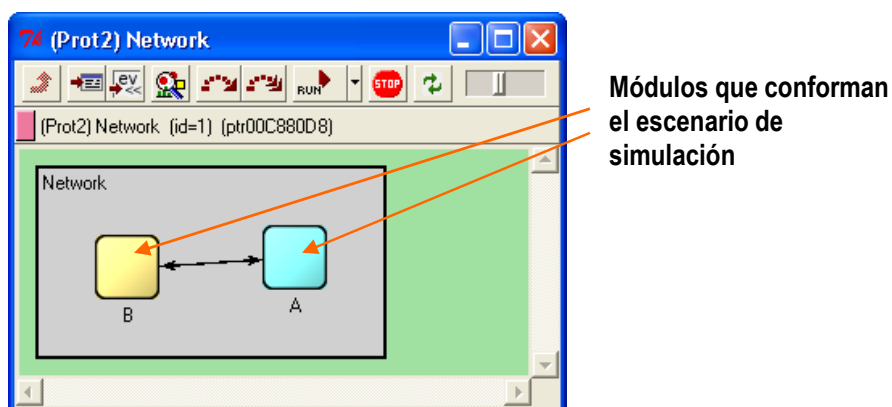 (Prot2) Network
ev
<<
RUN
STOP
(Prot2) Network (id=1) (ptr00C880D8)
Network
B
A
Módulos que conforman
el escenario de
simulación